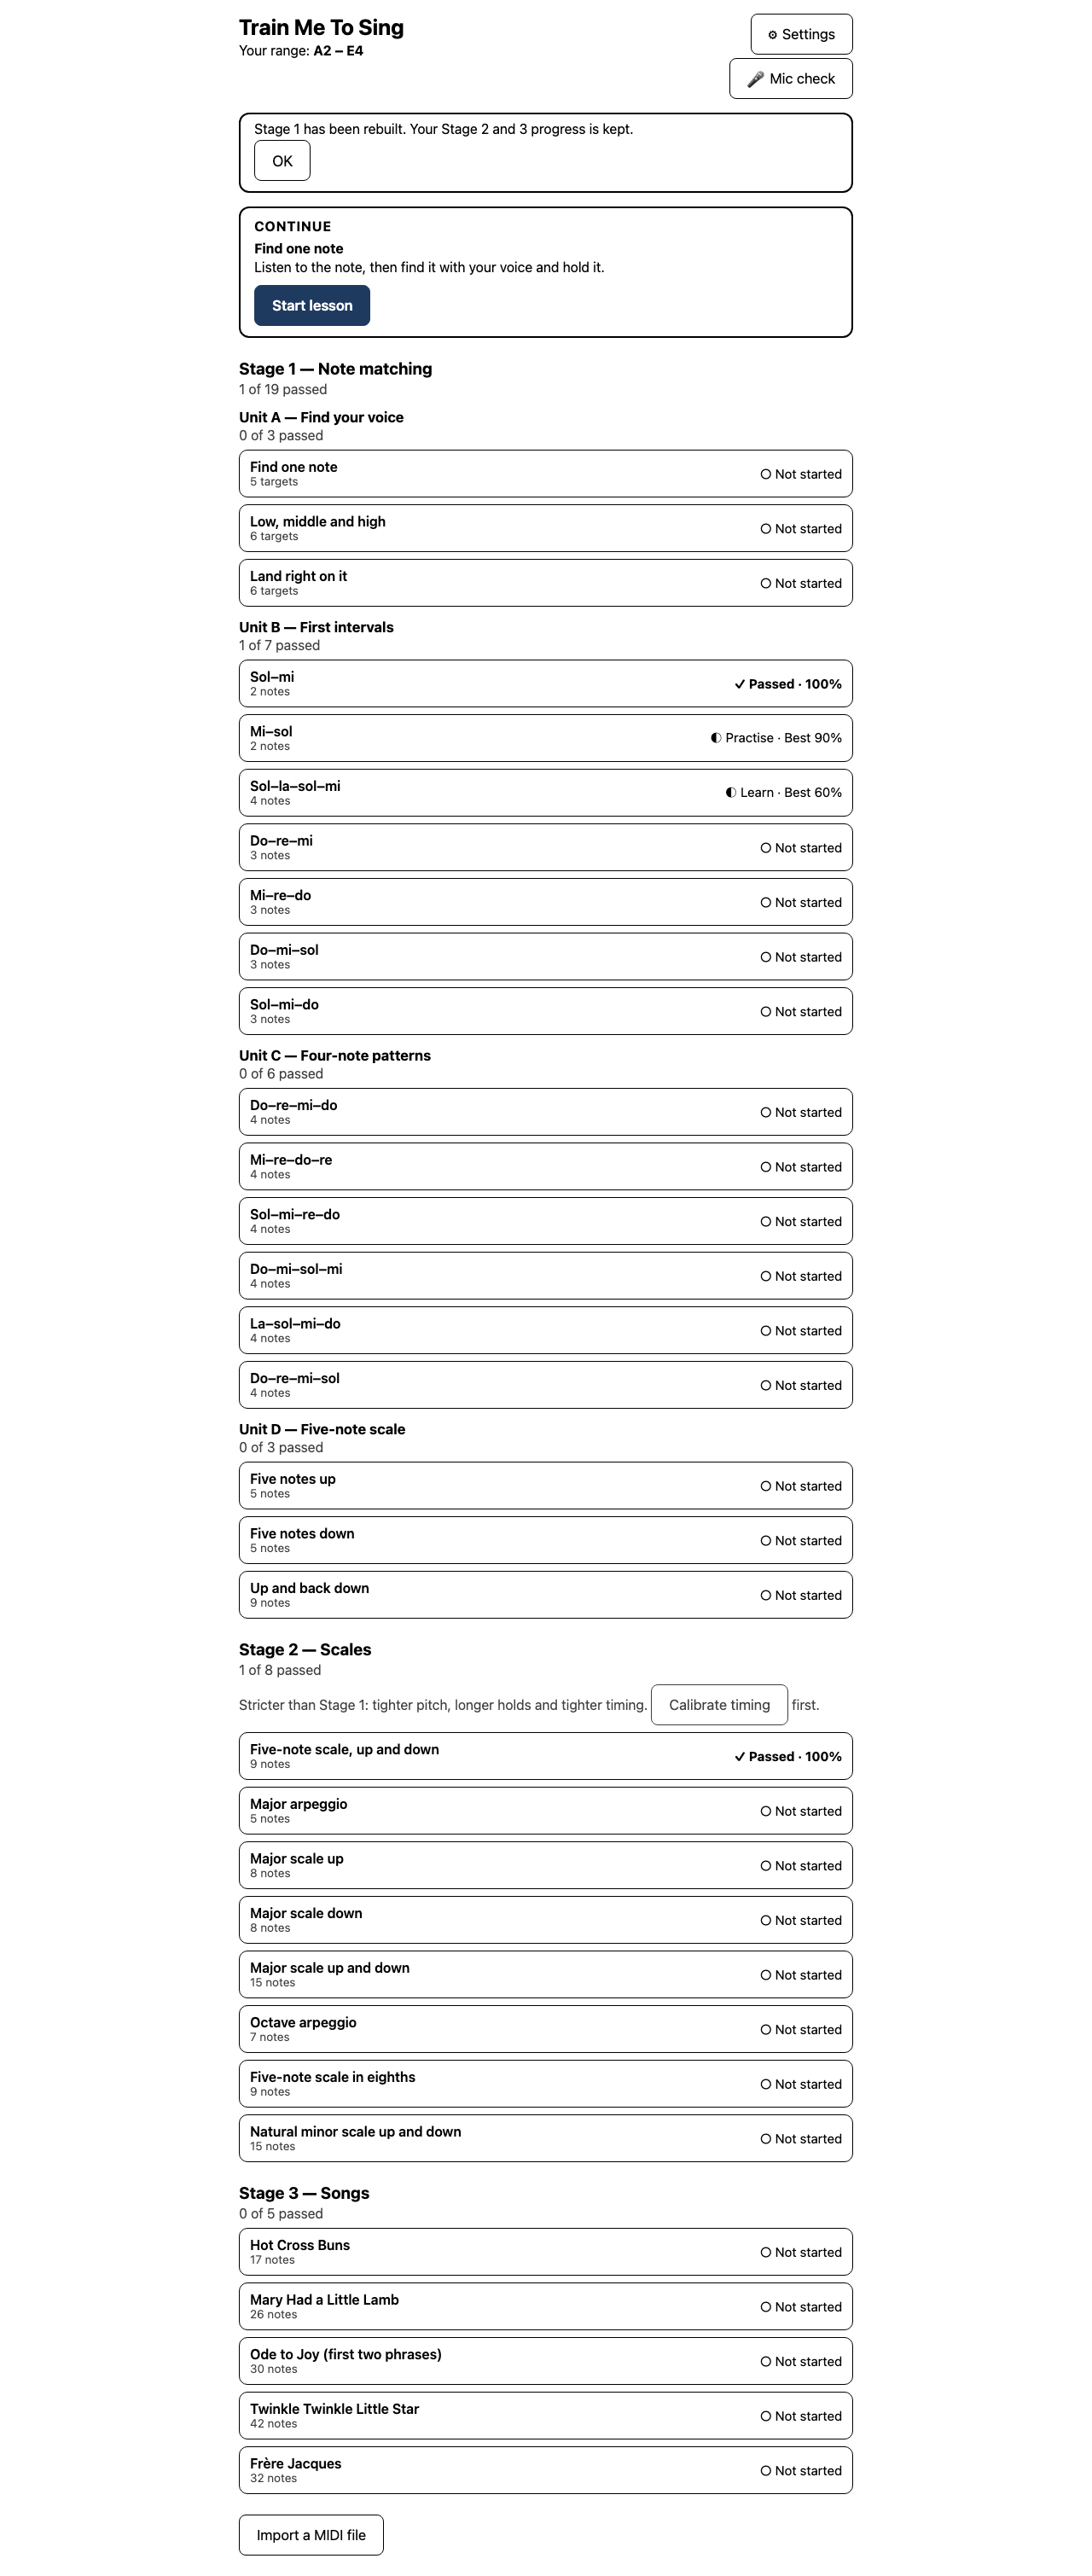 Train Me To Sing
Your range: A2 – E4
⚙ Settings
🎤 Mic check
Stage 1 has been rebuilt. Your Stage 2 and 3 progress is kept.
OK
CONTINUE
Find one note
Listen to the note, then find it with your voice and hold it.
Start lesson
Stage 1 — Note matching
1 of 19 passed
Unit A — Find your voice
0 of 3 passed
Find one note
5 targets
○ Not started
Low, middle and high
6 targets
○ Not started
Land right on it
6 targets
○ Not started
Unit B — First intervals
1 of 7 passed
Sol–mi
2 notes
✓ Passed · 100%
Mi–sol
2 notes
◐ Practise · Best 90%
Sol–la–sol–mi
4 notes
◐ Learn · Best 60%
Do–re–mi
3 notes
○ Not started
Mi–re–do
3 notes
○ Not started
Do–mi–sol
3 notes
○ Not started
Sol–mi–do
3 notes
○ Not started
Unit C — Four-note patterns
0 of 6 passed
Do–re–mi–do
4 notes
○ Not started
Mi–re–do–re
4 notes
○ Not started
Sol–mi–re–do
4 notes
○ Not started
Do–mi–sol–mi
4 notes
○ Not started
La–sol–mi–do
4 notes
○ Not started
Do–re–mi–sol
4 notes
○ Not started
Unit D — Five-note scale
0 of 3 passed
Five notes up
5 notes
○ Not started
Five notes down
5 notes
○ Not started
Up and back down
9 notes
○ Not started
Stage 2 — Scales
1 of 8 passed
Stricter than Stage 1: tighter pitch, longer holds and tighter timing. Calibrate timing first.
Five-note scale, up and down
9 notes
✓ Passed · 100%
Major arpeggio
5 notes
○ Not started
Major scale up
8 notes
○ Not started
Major scale down
8 notes
○ Not started
Major scale up and down
15 notes
○ Not started
Octave arpeggio
7 notes
○ Not started
Five-note scale in eighths
9 notes
○ Not started
Natural minor scale up and down
15 notes
○ Not started
Stage 3 — Songs
0 of 5 passed
Hot Cross Buns
17 notes
○ Not started
Mary Had a Little Lamb
26 notes
○ Not started
Ode to Joy (first two phrases)
30 notes
○ Not started
Twinkle Twinkle Little Star
42 notes
○ Not started
Frère Jacques
32 notes
○ Not started
Import a MIDI file